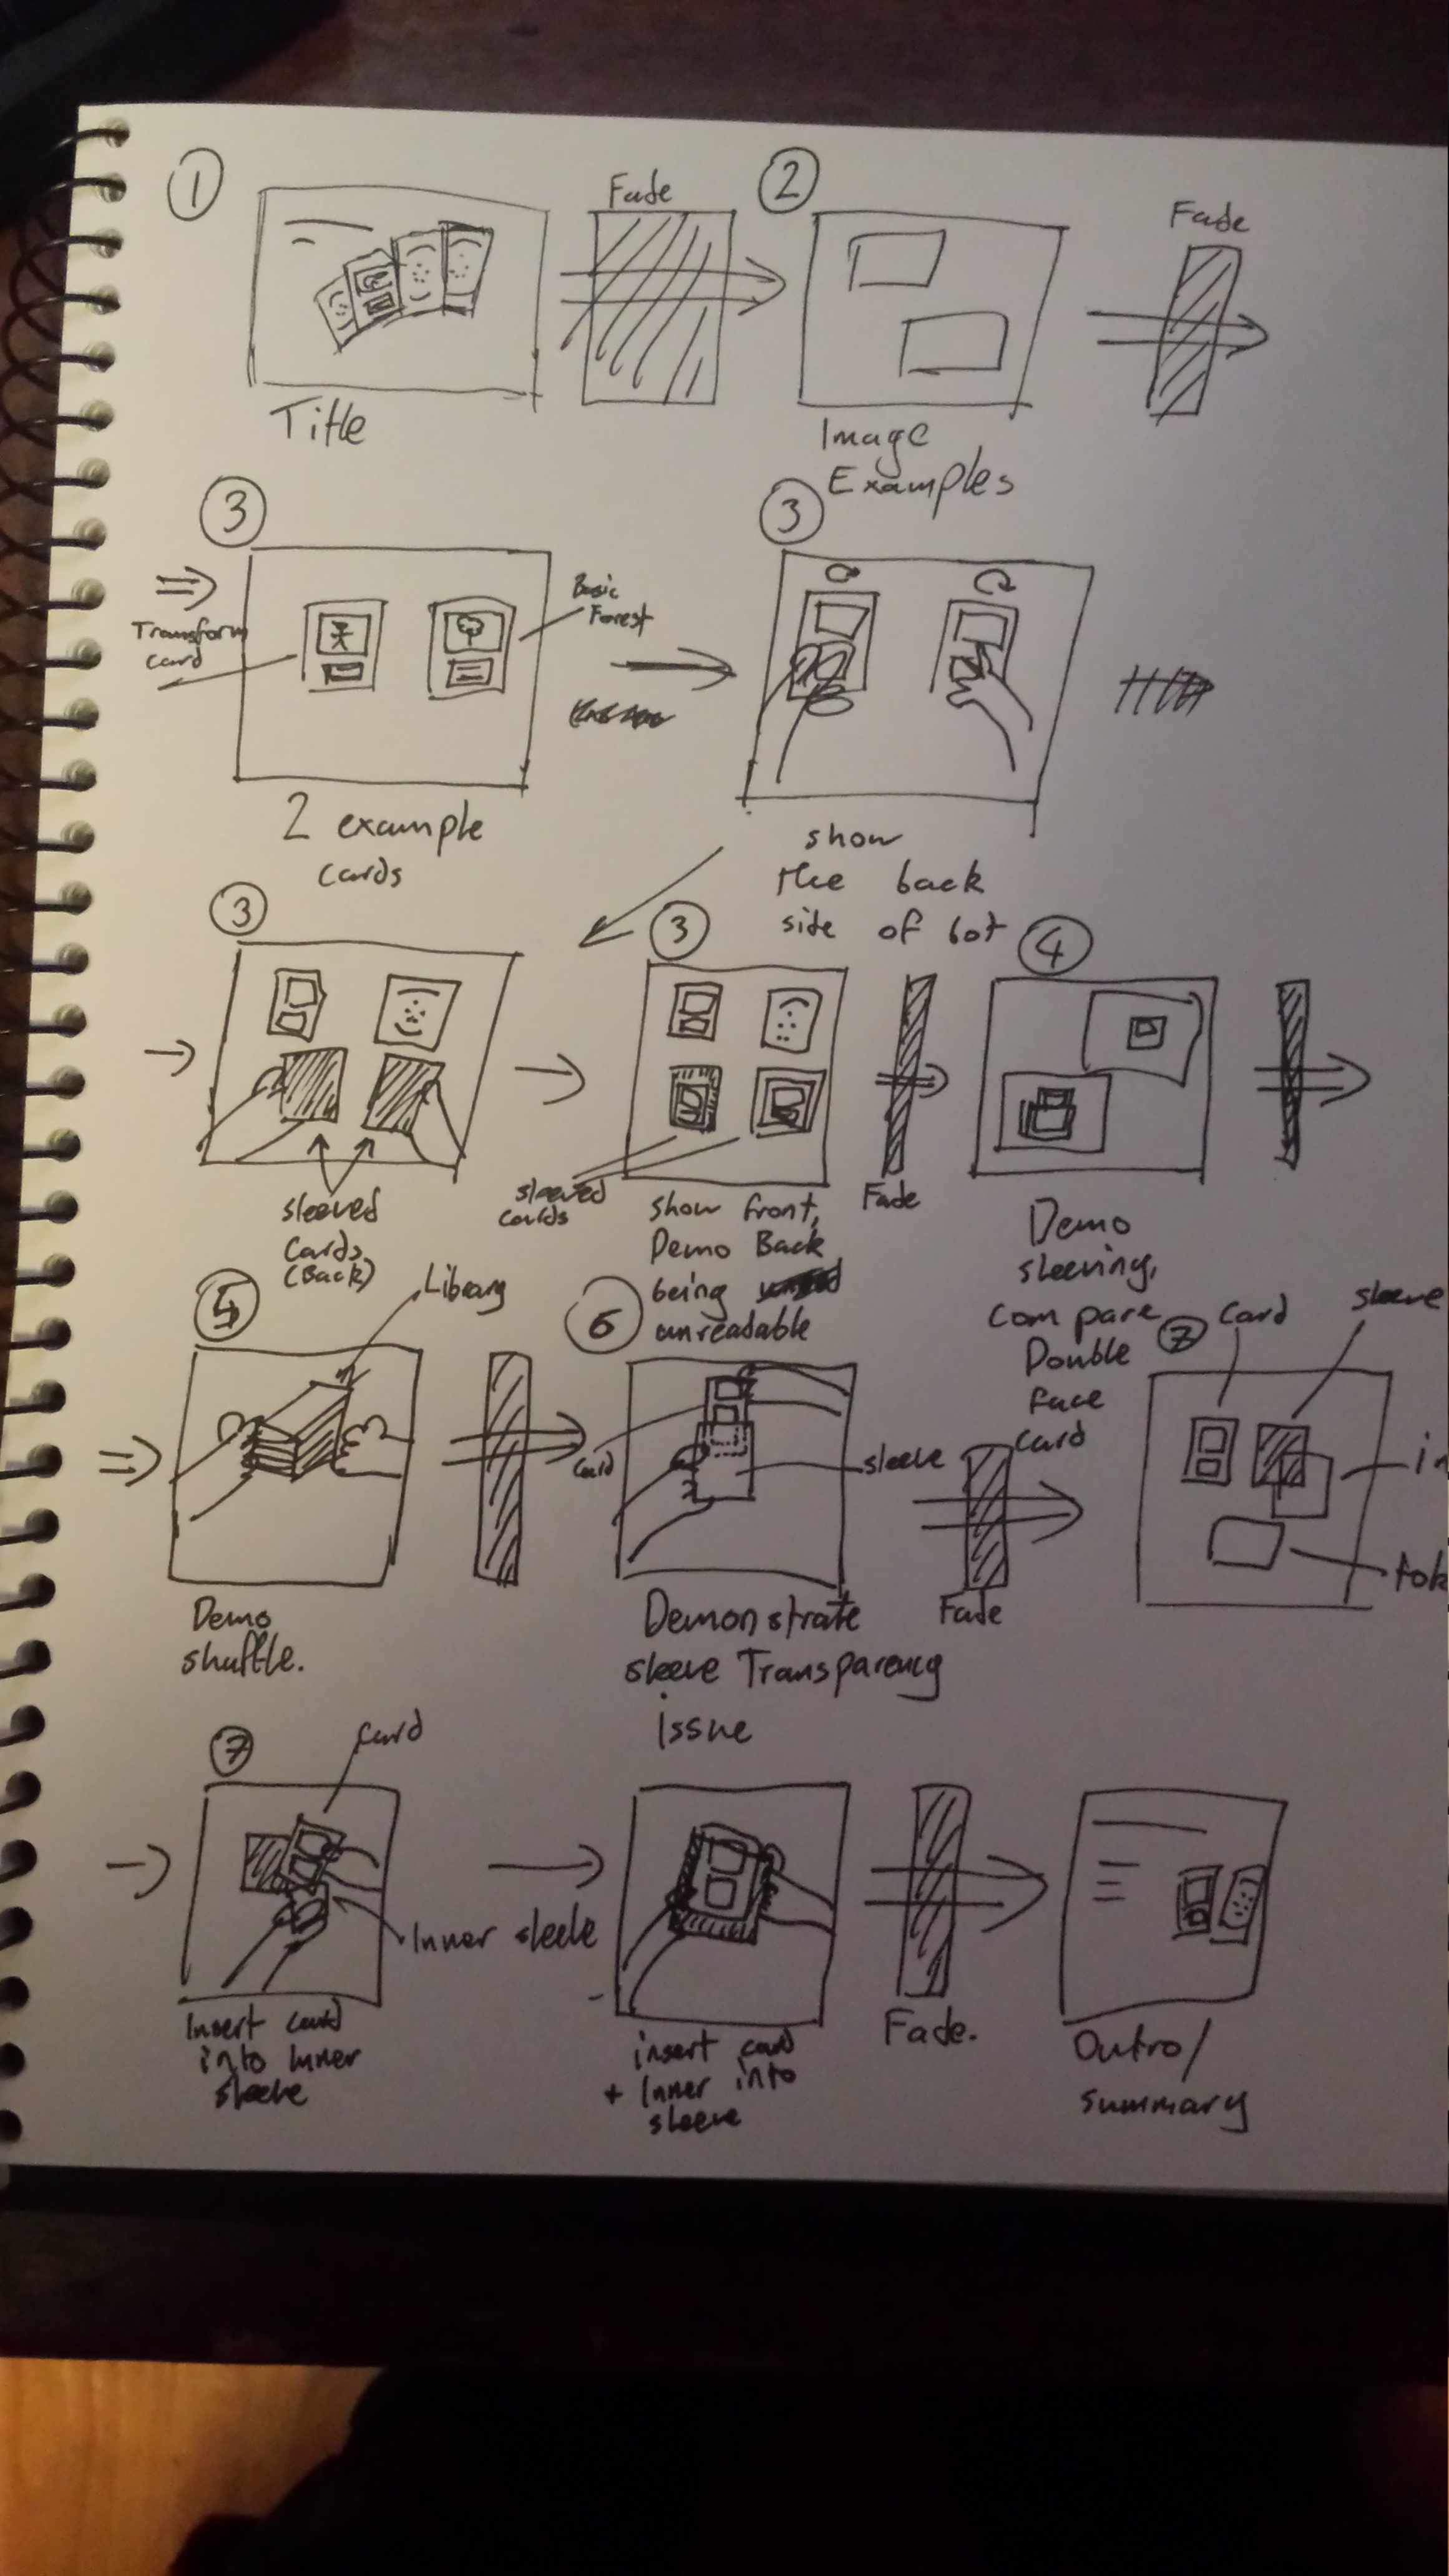 1
Fade
2
Fade
Title
Image
Examples
3
3
Transform
card
Basic
Forest
2 example
cards
show
the back
side of bot
3
3
4
sleeved
cards
(Back)
sleeved
cards
show front,
Demo Back
being
unreadable
Fade
Demo
sleeving,
compare
Double
face
card
5
Library
6
7
card
sleeve
card
sleeve
in
tok
Demo
shuffle.
Demonstrate
sleeve Transparency
issue
Fade
7
card
Inner sleeve
Insert card
into Inner
sleeve
insert card
+ Inner into
sleeve
Fade.
Outro/
summary